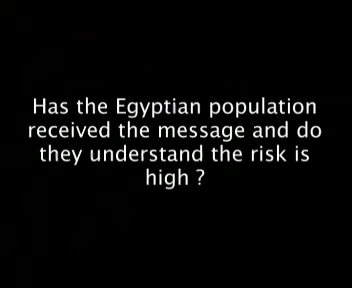 Has the Egyptian population
received the message and do
they understand the risk is
high ?